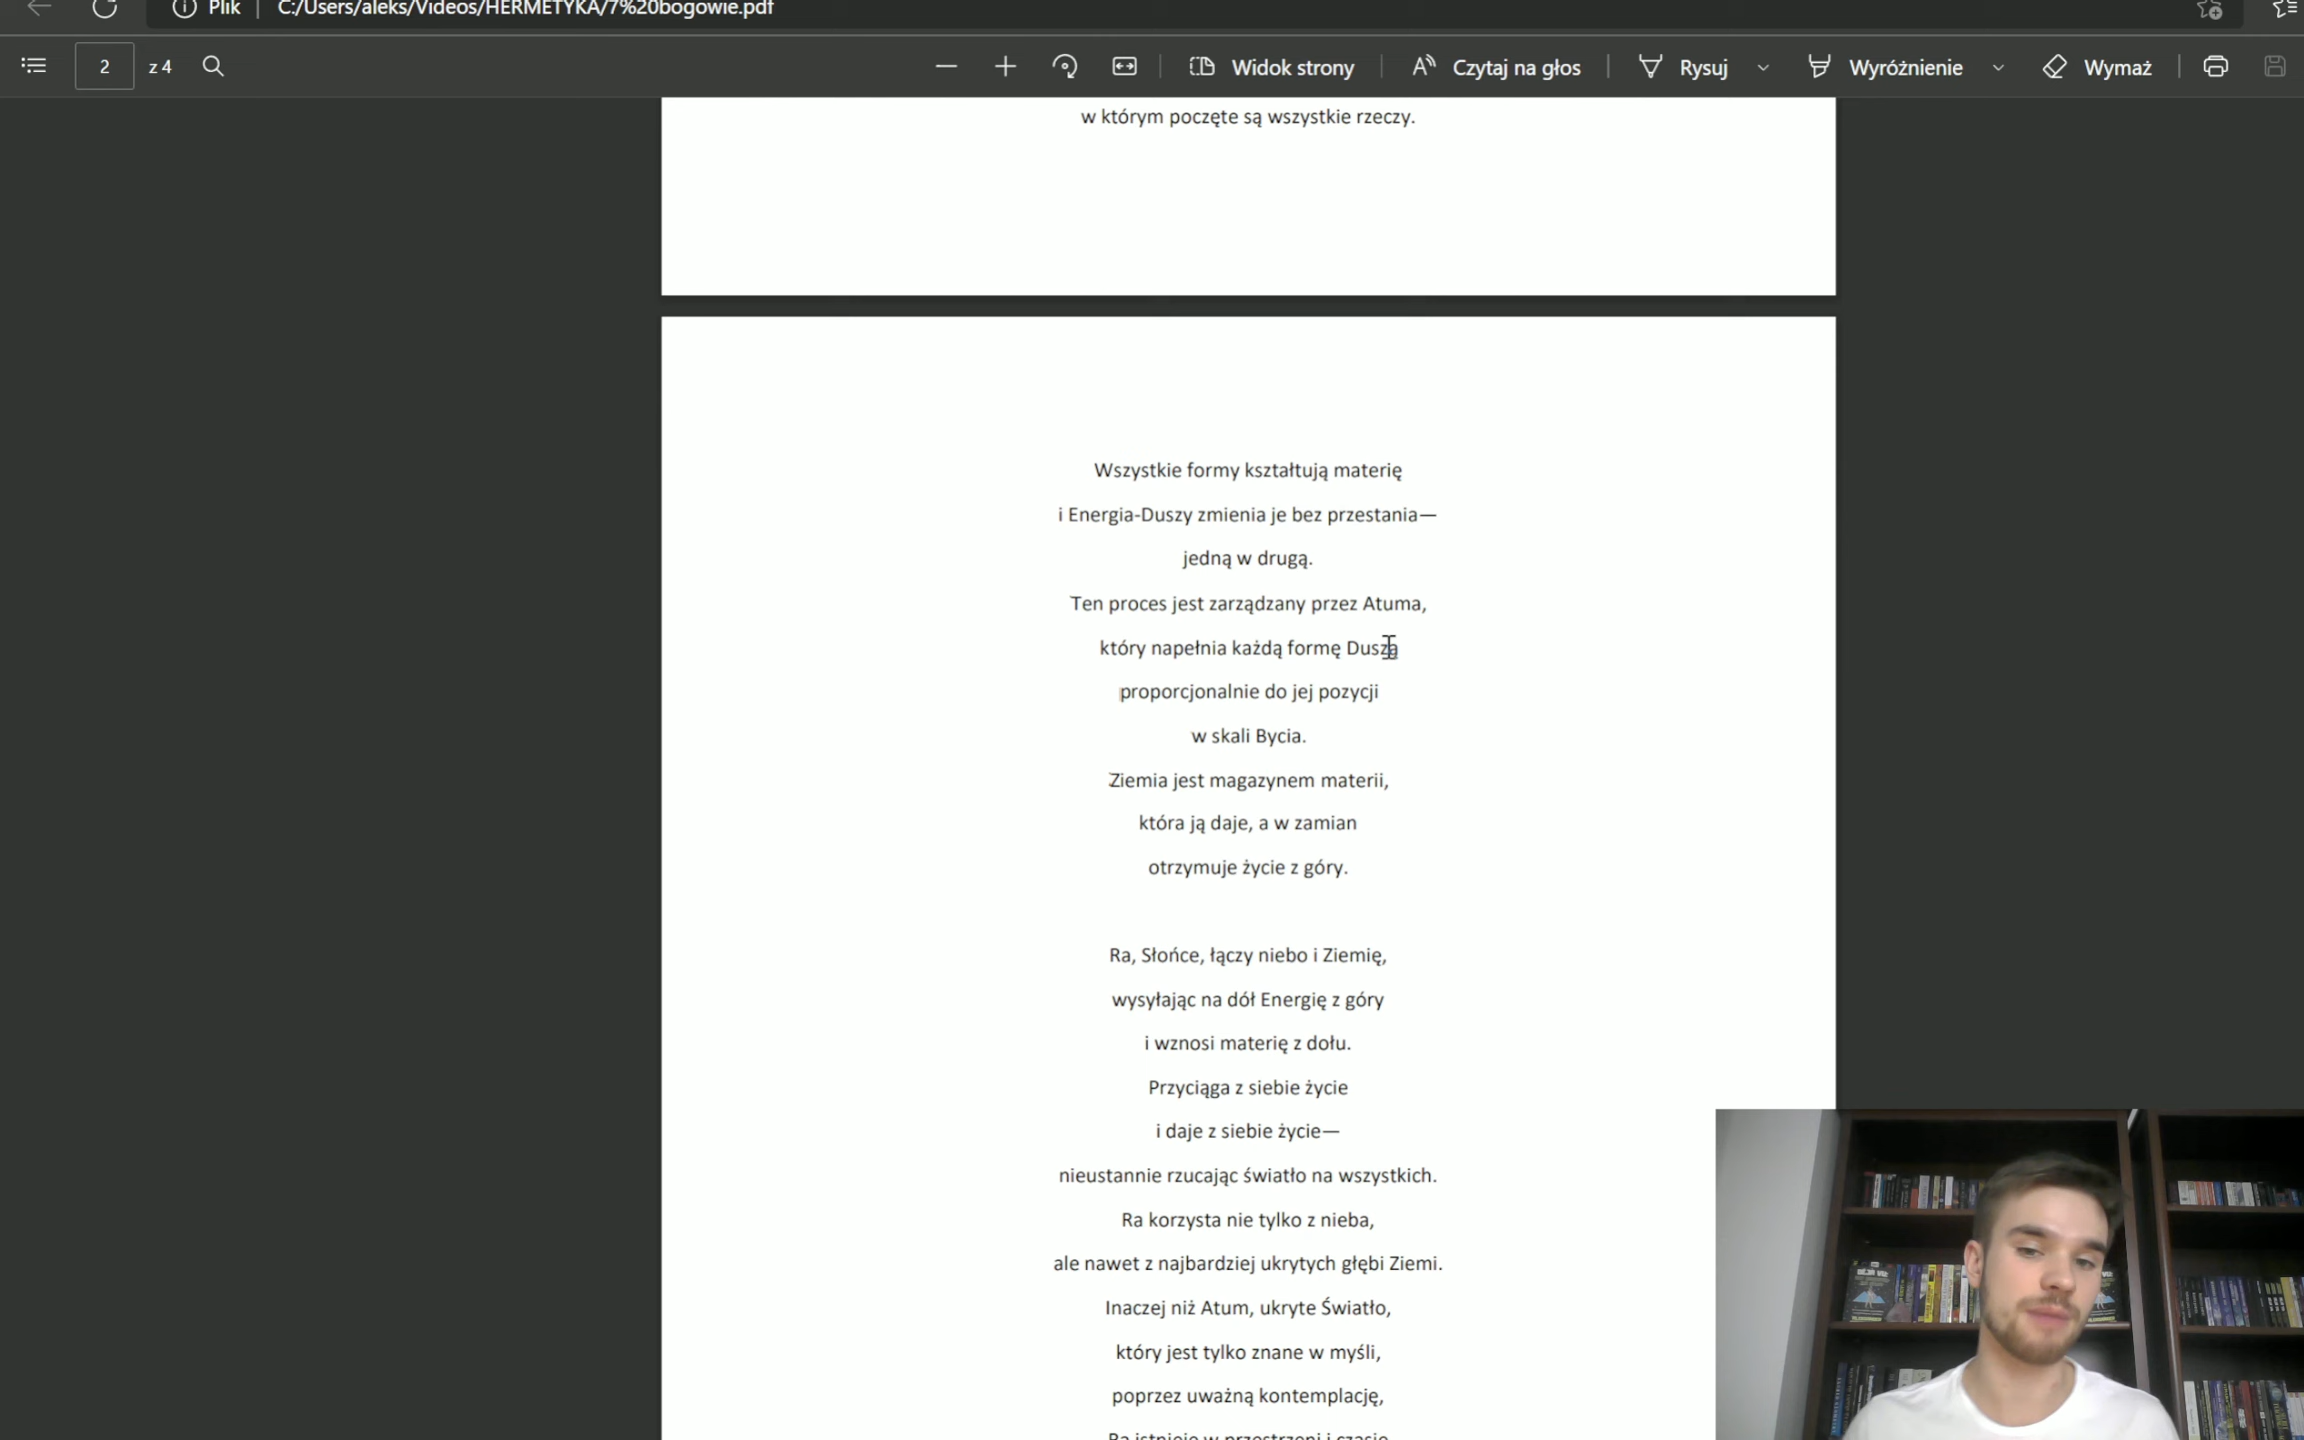 Plik
C:/Users/aleks/Videos/HERMETYKA/7%20bogowie.pdf
2 z 4
Widok strony
Czytaj na głos
Rysuj
Wyróżnienie
Wymaż
w którym poczęte są wszystkie rzeczy.
Wszystkie formy kształtują materię
i Energia-Duszy zmienia je bez przestania—
jedną w drugą.
Ten proces jest zarządzany przez Atuma,
który napełnia każdą formę Duszą
proporcjonalnie do jej pozycji
w skali Bycia.
Ziemia jest magazynem materii,
która ją daje, a w zamian
otrzymuje życie z góry.
Ra, Słońce, łączy niebo i Ziemię,
wysyłając na dół Energię z góry
i wznosi materię z dołu.
Przyciąga z siebie życie
i daje z siebie życie—
nieustannie rzucając światło na wszystkich.
Ra korzysta nie tylko z nieba,
ale nawet z najbardziej ukrytych głębi Ziemi.
Inaczej niż Atum, ukryte Światło,
który jest tylko znane w myśli,
poprzez uważną kontemplację,
Ra istnieje w przestrzeni i czasie